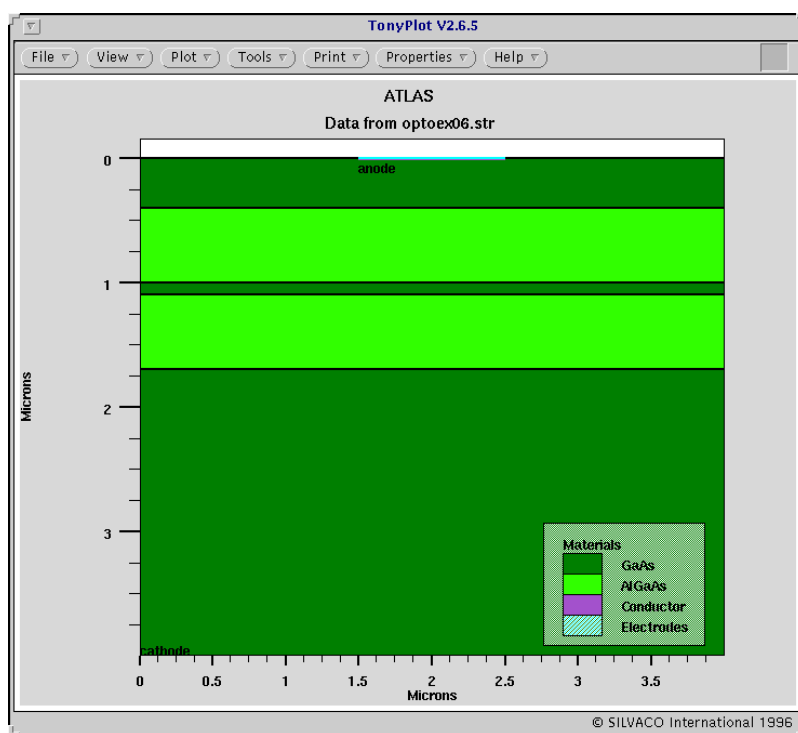 TonyPlot V2.6.5
File View Plot Tools Print Properties Help
ATLAS
Data from optoex06.str
0
anode
1
2
3
Microns
Materials
GaAs
AlGaAs
Conductor
Electrodes
cathode
0 0.5 1 1.5 2 2.5 3 3.5
Microns
© SILVACO International 1996